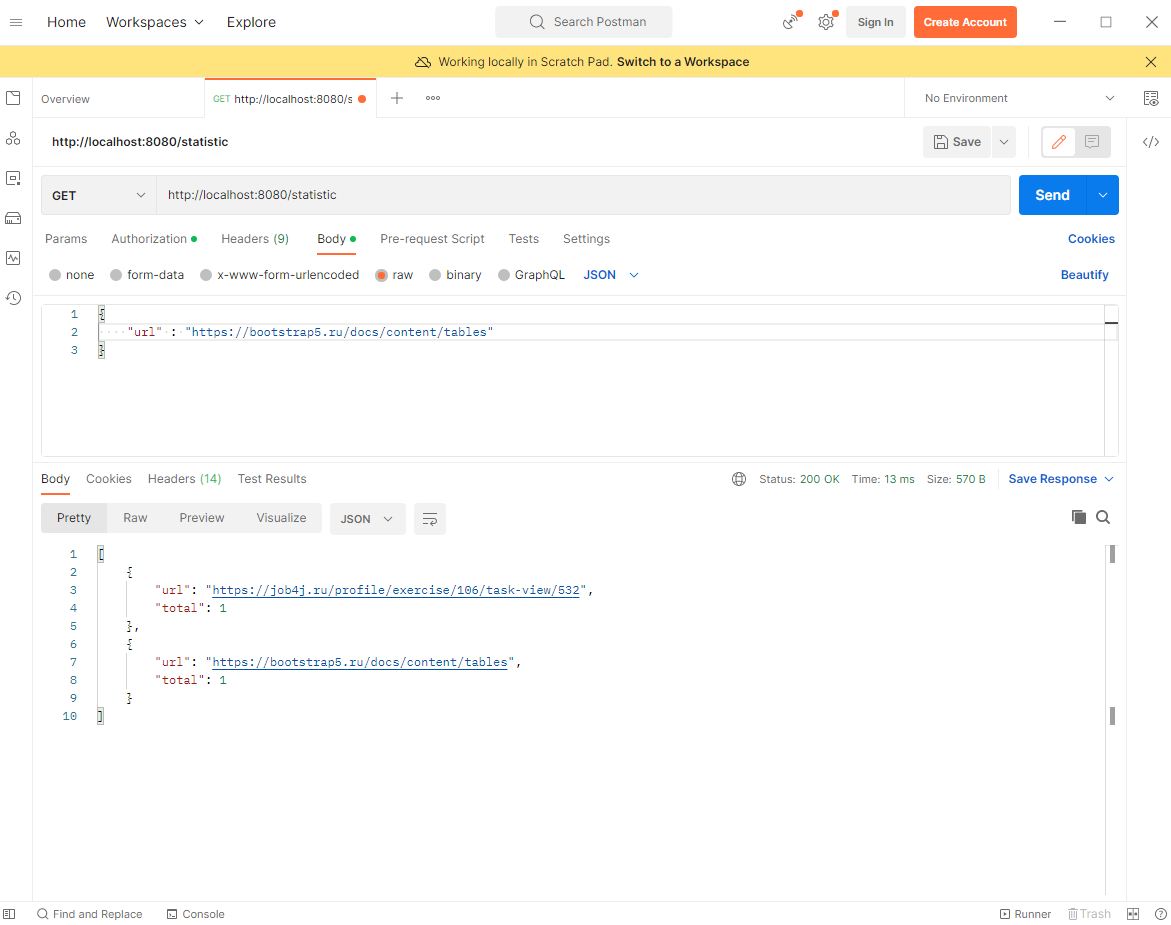 Home Workspaces Explore Search Postman Sign In Create Account
Working locally in Scratch Pad. Switch to a Workspace
Overview GET http://localhost:8080/s No Environment
http://localhost:8080/statistic Save
GET http://localhost:8080/statistic Send
Params Authorization Headers (9) Body Pre-request Script Tests Settings Cookies
none form-data x-www-form-urlencoded raw binary GraphQL JSON Beautify
1 {
2 ····"url"·:·"https://bootstrap5.ru/docs/content/tables"
3 }
Body Cookies Headers (14) Test Results Status: 200 OK Time: 13 ms Size: 570 B Save Response
Pretty Raw Preview Visualize JSON
1 [
2 {
3 "url": "https://job4j.ru/profile/exercise/106/task-view/532",
4 "total": 1
5 },
6 {
7 "url": "https://bootstrap5.ru/docs/content/tables",
8 "total": 1
9 }
10 ]
Find and Replace Console Runner Trash